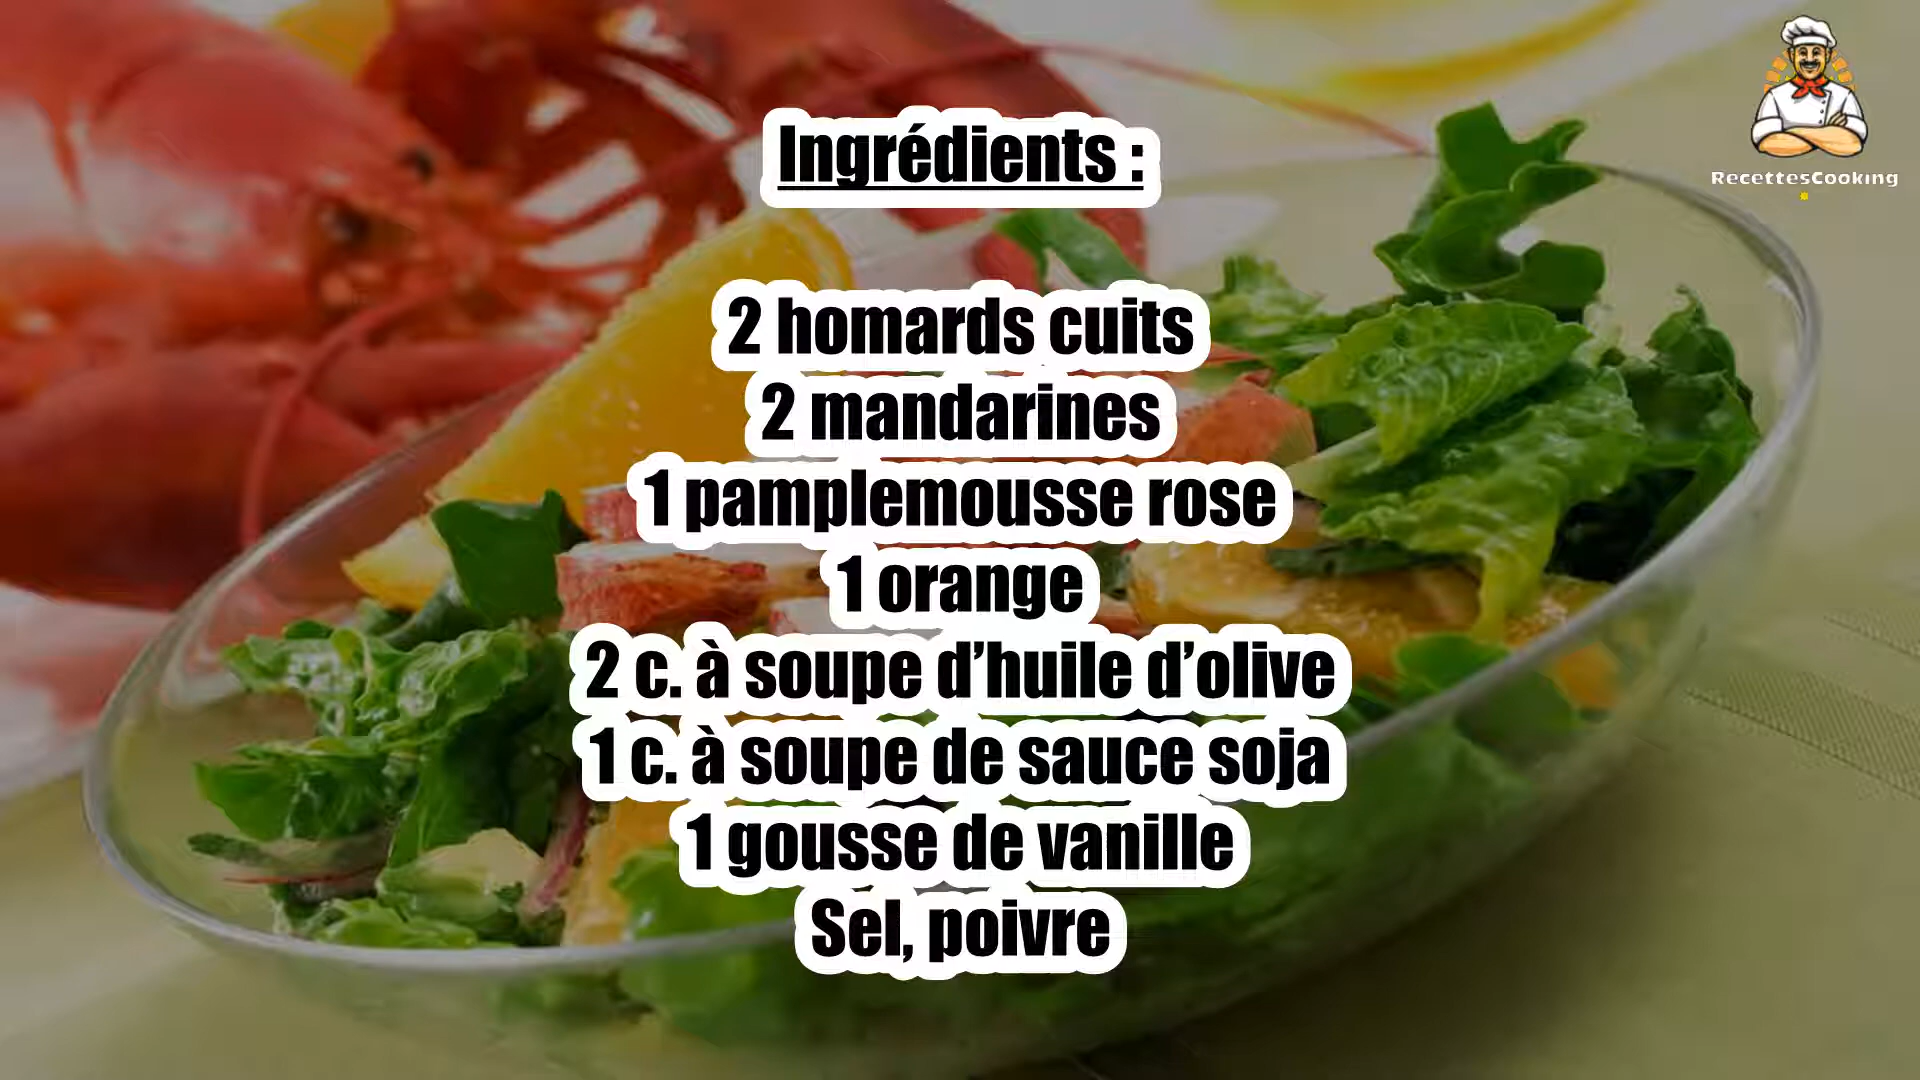 Ingrédients :
RecettesCooking
2 homards cuits
2 mandarines
1 pamplemousse rose
1 orange
2 c. à soupe d’huile d’olive
1 c. à soupe de sauce soja
1 gousse de vanille
Sel, poivre